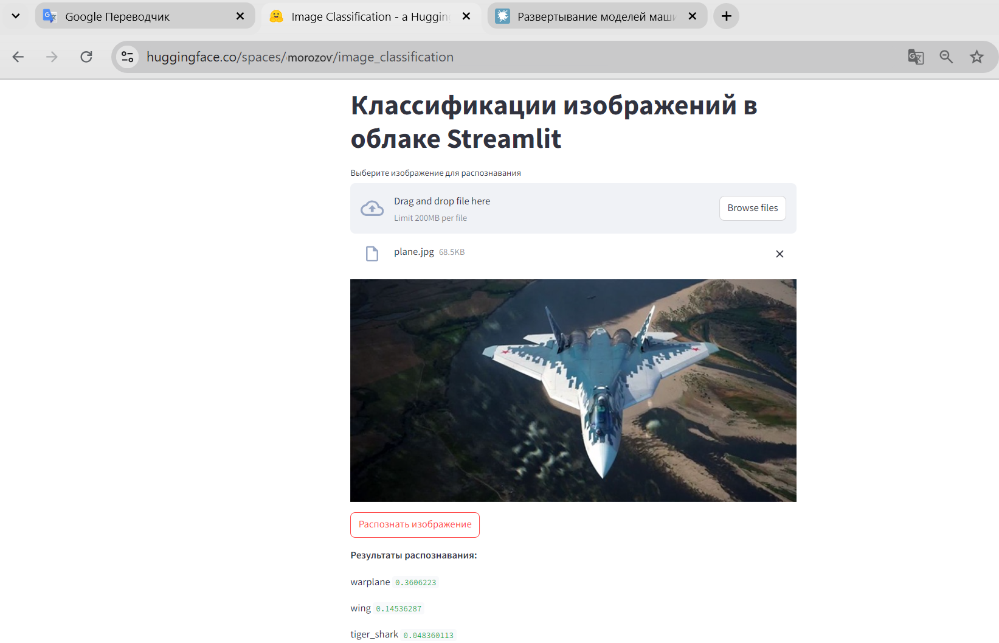 Google Переводчик
Image Classification - a Hugging
Развертывание моделей маши
huggingface.co/spaces/morozov/image_classification
Классификации изображений в
облаке Streamlit
Выберите изображение для распознавания
Drag and drop file here
Limit 200MB per file
Browse files
plane.jpg 68.5KB
Распознать изображение
Результаты распознавания:
warplane 0.3606223
wing 0.14536287
tiger_shark 0.048360113